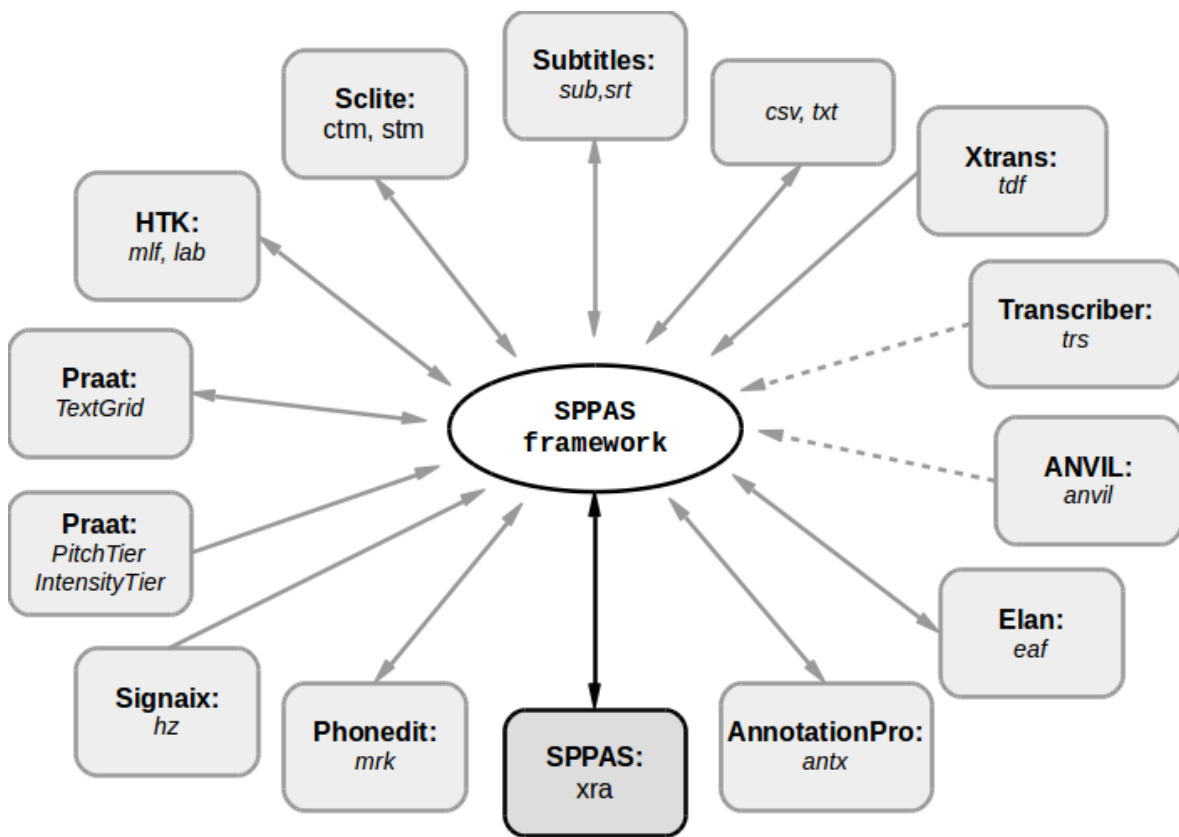 Subtitles:
sub,srt
Sclite:
ctm, stm
csv, txt
Xtrans:
tdf
HTK:
mlf, lab
Transcriber:
trs
Praat:
TextGrid
SPPAS
framework
ANVIL:
anvil
Praat:
PitchTier
IntensityTier
Elan:
eaf
Signaix:
hz
Phonedit:
mrk
SPPAS:
xra
AnnotationPro:
antx